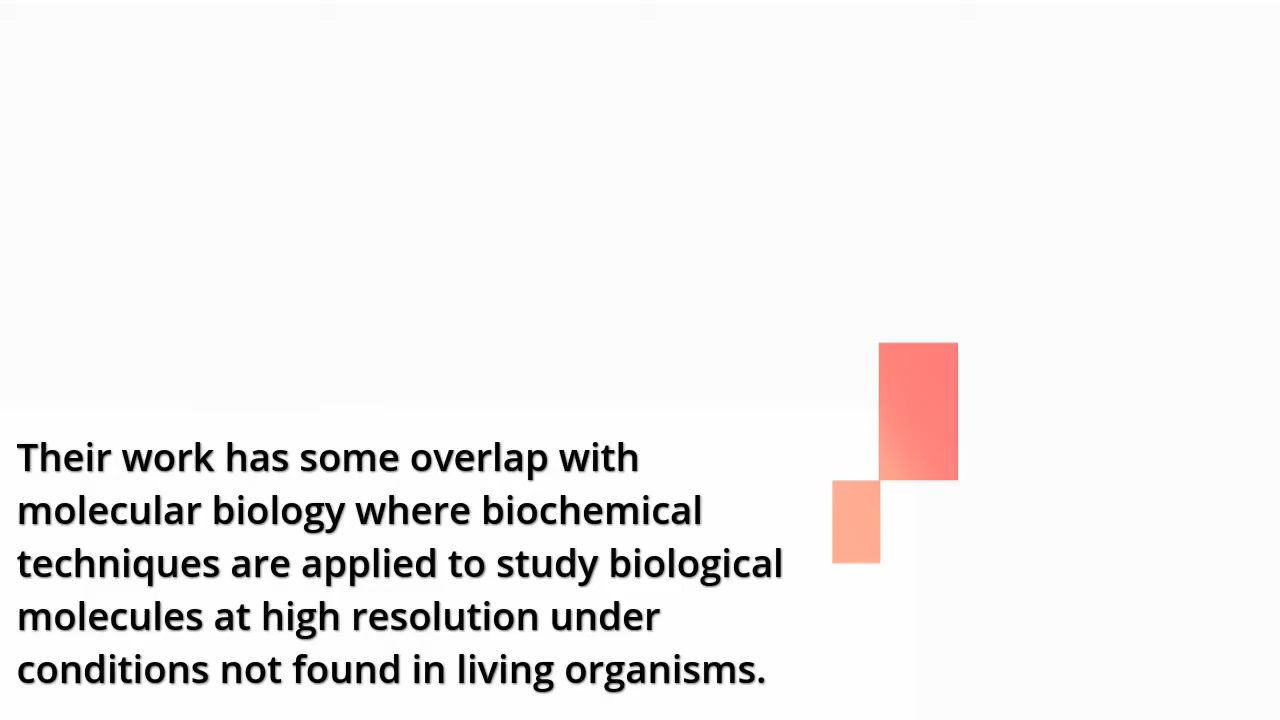 Their work has some overlap with
molecular biology where biochemical
techniques are applied to study biological
molecules at high resolution under
conditions not found in living organisms.